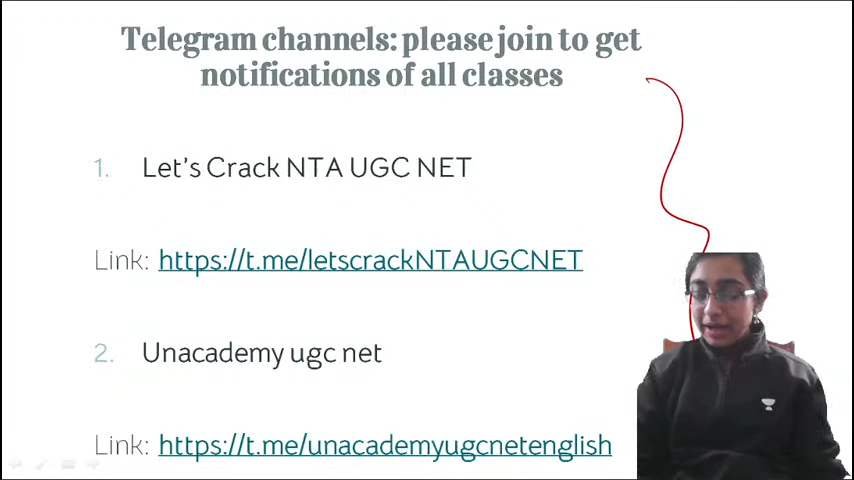 Telegram channels: please join to get
notifications of all classes
1. Let's Crack NTA UGC NET
Link: https://t.me/letscrackNTAUGCNET
2. Unacademy ugc net
Link: https://t.me/unacademyugcnetenglish